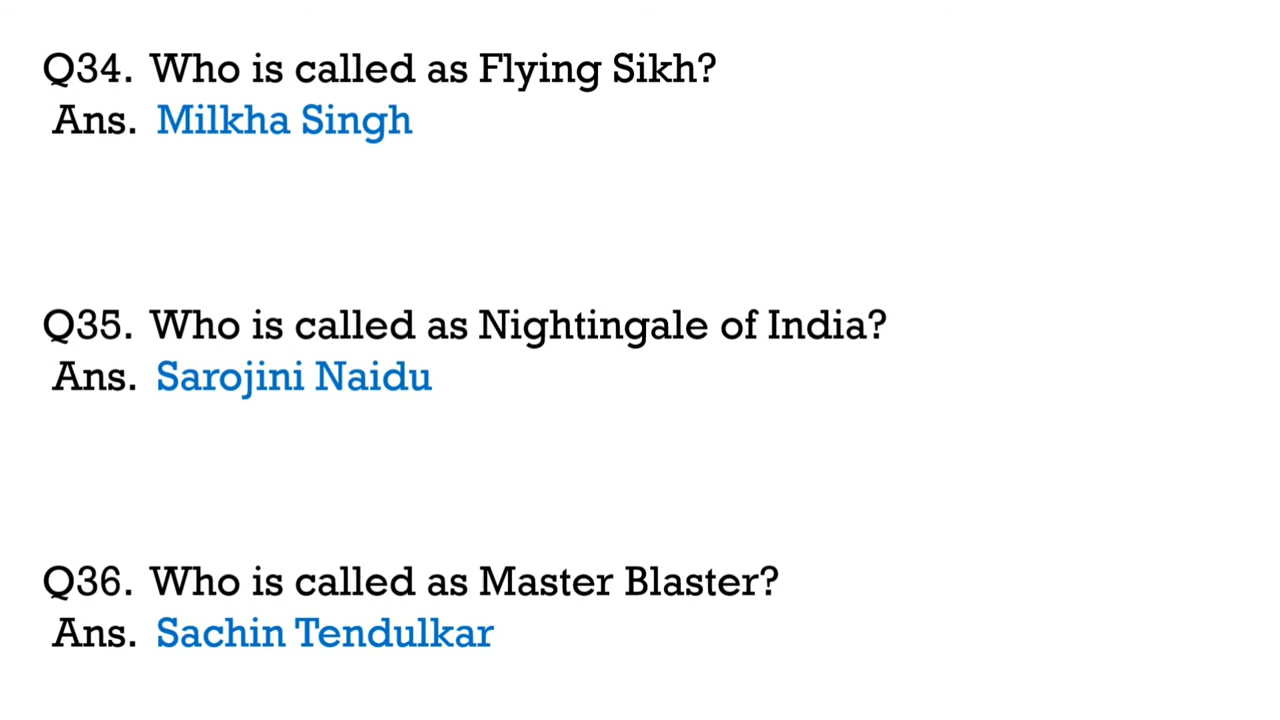 Q34. Who is called as Flying Sikh?
Ans. Milkha Singh
Q35. Who is called as Nightingale of India?
Ans. Sarojini Naidu
Q36. Who is called as Master Blaster?
Ans. Sachin Tendulkar